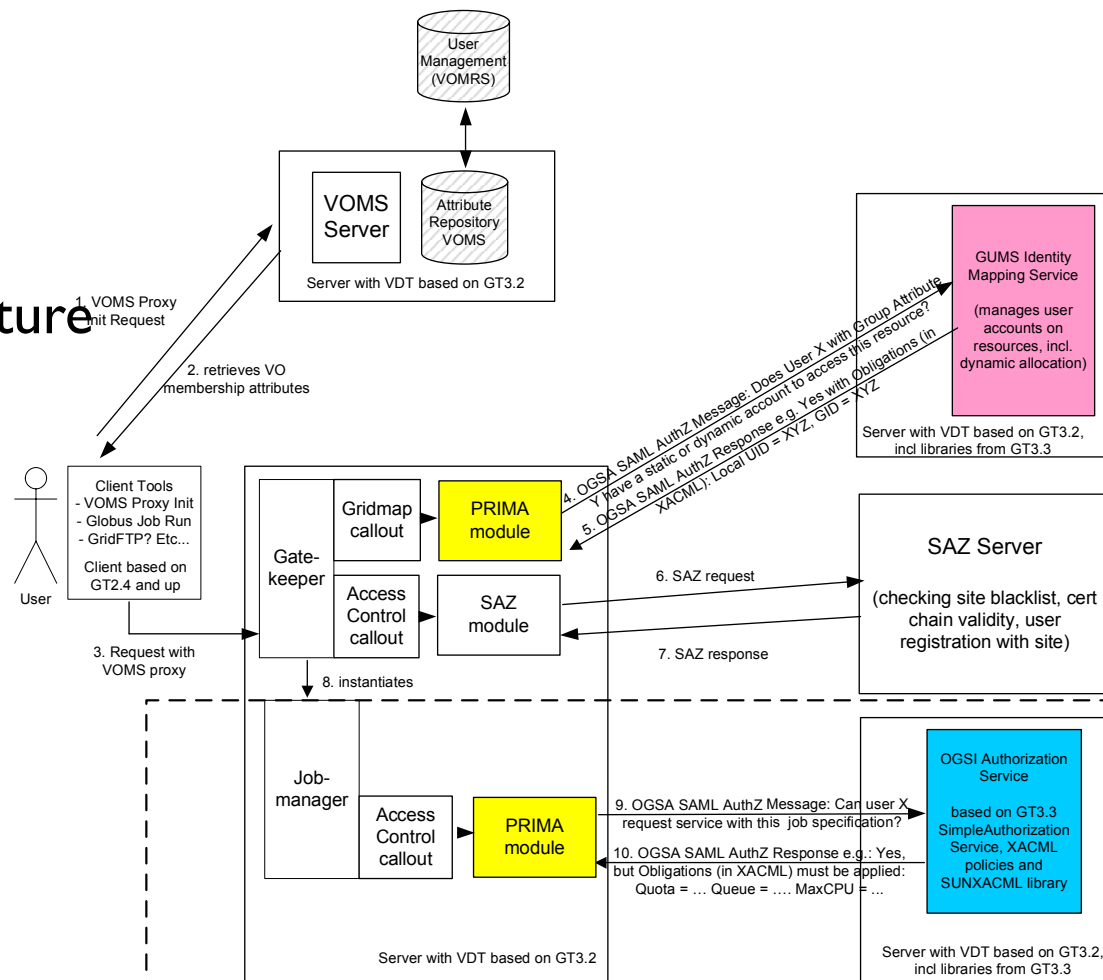 User
Management
(VOMRS)
VOMS
Server
Attribute
Repository
VOMS
Server with VDT based on GT3.2
ture
1. VOMS Proxy
Init Request
2. retrieves VO
membership attributes
GUMS Identity
Mapping Service
(manages user
accounts on
resources, incl.
dynamic allocation)
Server with VDT based on GT3.2,
incl libraries from GT3.3
4. OGSA SAML AuthZ Message: Does User X with Group Attribute
Y have a static or dynamic account to access this resource?
5. OGSA SAML AuthZ Response e.g. Yes with Obligations (in
XACML): Local UID = XYZ, GID = XYZ
User
Client Tools
- VOMS Proxy Init
- Globus Job Run
- GridFTP? Etc...
Client based on
GT2.4 and up
3. Request with
VOMS proxy
Gate-
keeper
Gridmap
callout
PRIMA
module
Access
Control
callout
SAZ
module
6. SAZ request
7. SAZ response
SAZ Server
(checking site blacklist, cert
chain validity, user
registration with site)
8. instantiates
Job-
manager
Access
Control
callout
PRIMA
module
9. OGSA SAML AuthZ Message: Can user X
request service with this job specification?
10. OGSA SAML AuthZ Response e.g.: Yes,
but Obligations (in XACML) must be applied:
Quota = … Queue = …. MaxCPU = ...
OGSI Authorization
Service
based on GT3.3
SimpleAuthorization
Service, XACML
policies and
SUNXACML library
Server with VDT based on GT3.2
Server with VDT based on GT3.2,
incl libraries from GT3.3